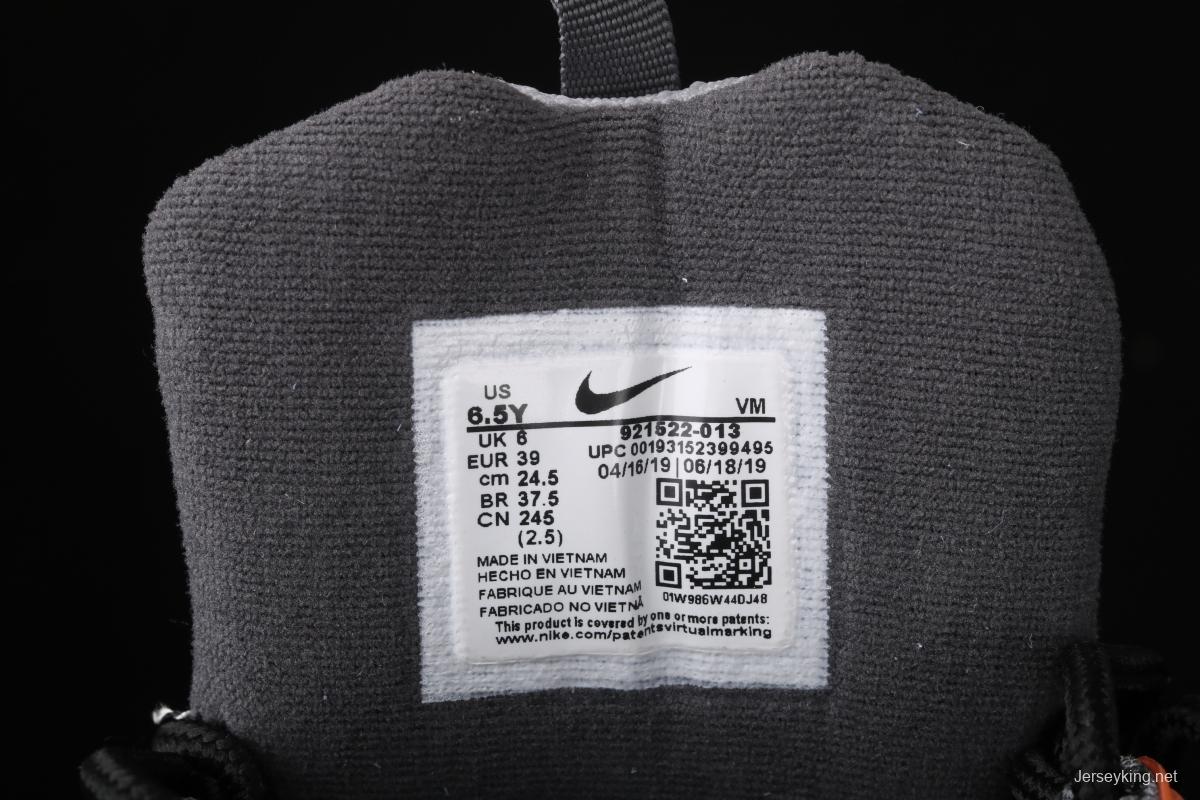 US
6.5Y
VM
UK 6
EUR 39
cm 24.5
BR 37.5
CN 245
(2.5)
921522-013
UPC 00193152399495
04/16/19 | 06/18/19
01W986W44DJ48
MADE IN VIETNAM
HECHO EN VIETNAM
FABRIQUE AU VIETNAM
FABRICADO NO VIETNÃ
This product is covered by one or more patents:
www.nike.com/patentsvirtualmarking
Jerseyking.net